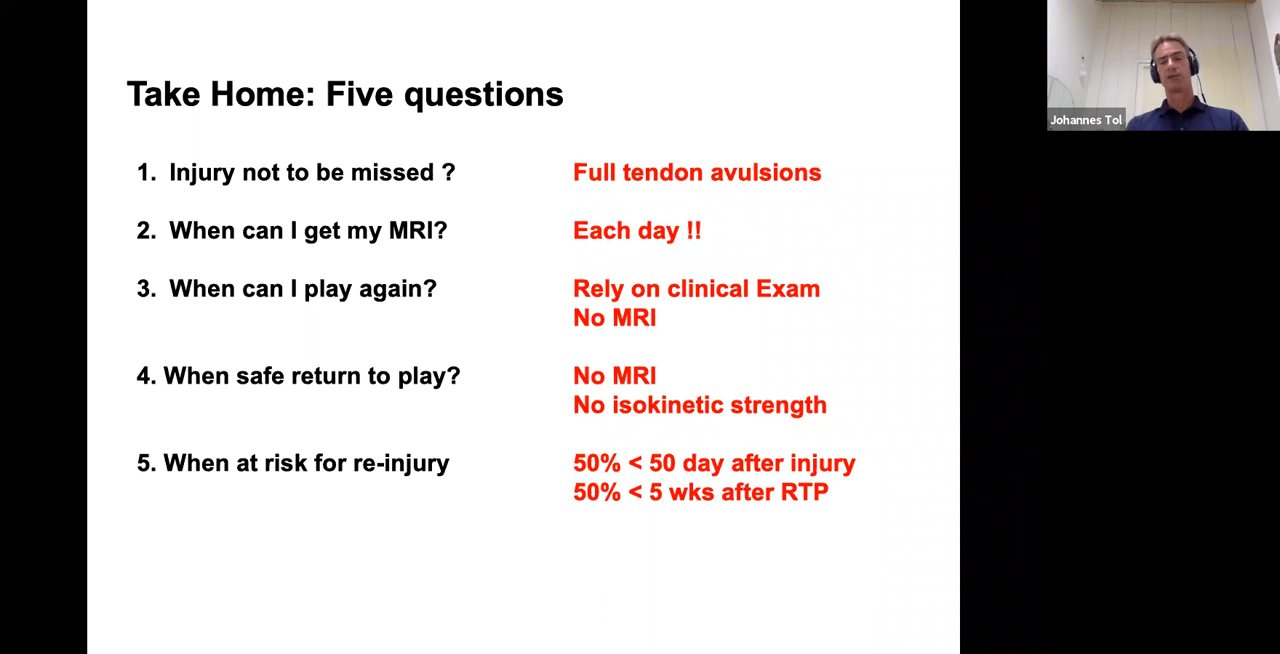 Take Home: Five questions
1. Injury not to be missed ? Full tendon avulsions
2. When can I get my MRI? Each day !!
3. When can I play again? Rely on clinical Exam
No MRI
4. When safe return to play? No MRI
No isokinetic strength
5. When at risk for re-injury 50% < 50 day after injury
50% < 5 wks after RTP
Johannes Tol